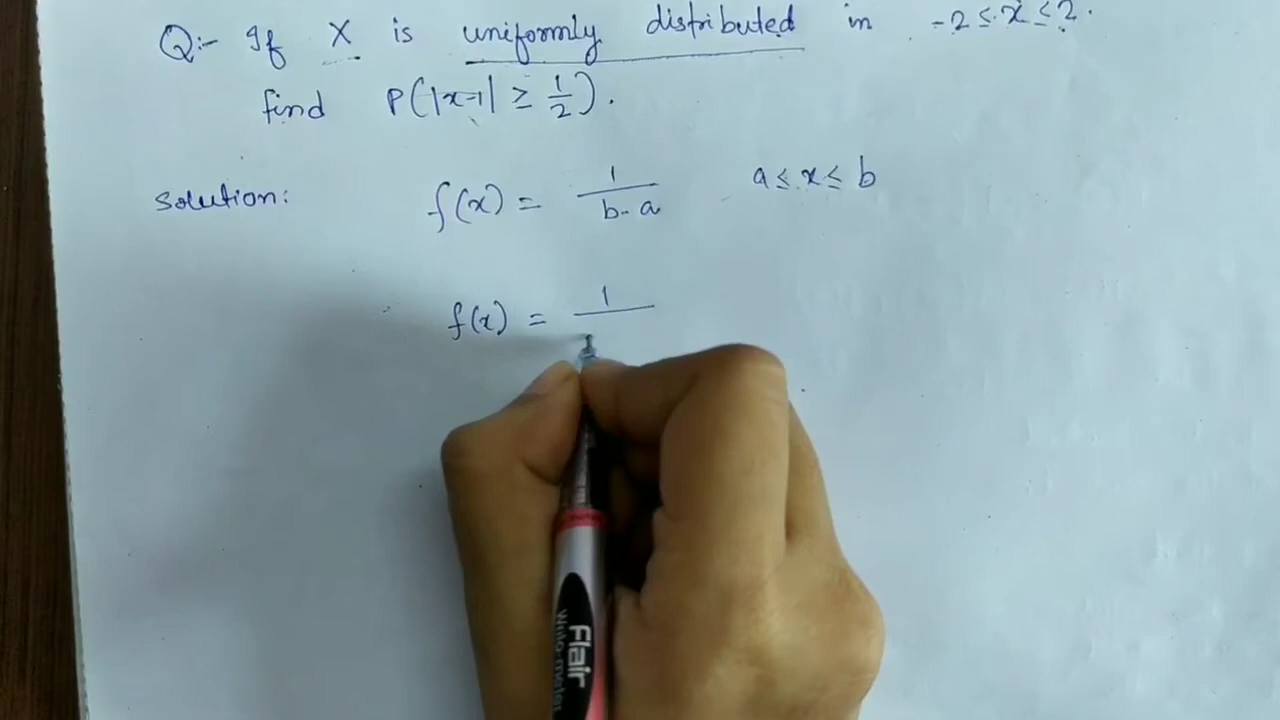 Q:- If X is uniformly distributed in -2 ≤ x ≤ 2.
find P(|x-1| ≥ 1/2).
Solution: f(x) = 1/(b-a) a ≤ x ≤ b
f(x) = 1/
Flair